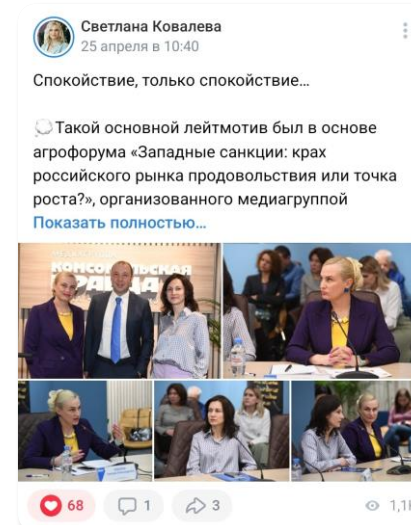 Светлана Ковалева
25 апреля в 10:40
Спокойствие, только спокойствие...
Такой основной лейтмотив был в основе
агрофорума «Западные санкции: крах
российского рынка продовольствия или точка
роста?», организованного медиагруппой
Показать полностью...
КОМСОМОЛЬСКАЯ
68
1
3